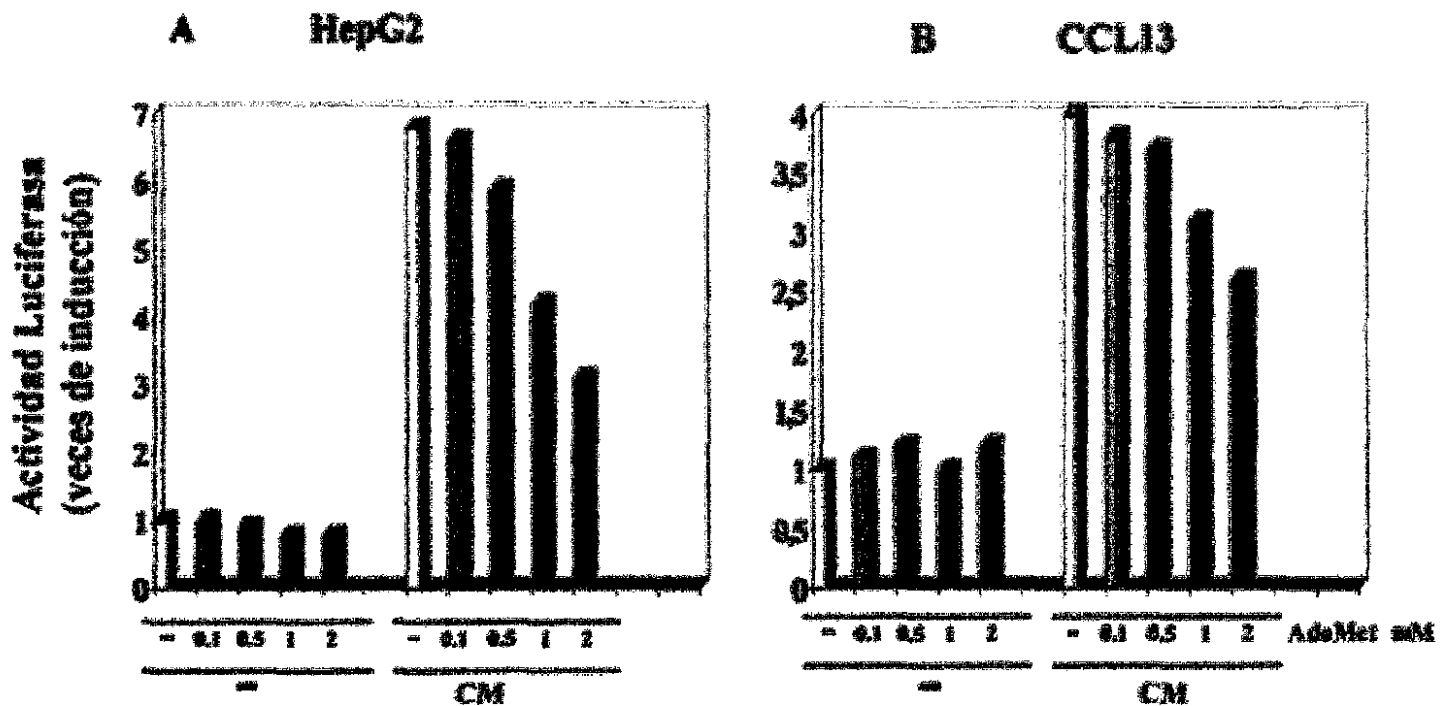 A HepG2
B CCL13
Actividad Luciferasa
(veces de inducción)
7
6
5
4
3
2
1
0
4
3,5
3
2,5
2
1,5
1
0,5
0
- 0.1 0.5 1 2 - 0.1 0.5 1 2
- 0.1 0.5 1 2 - 0.1 0.5 1 2 AdoMet mM
- CM
- CM